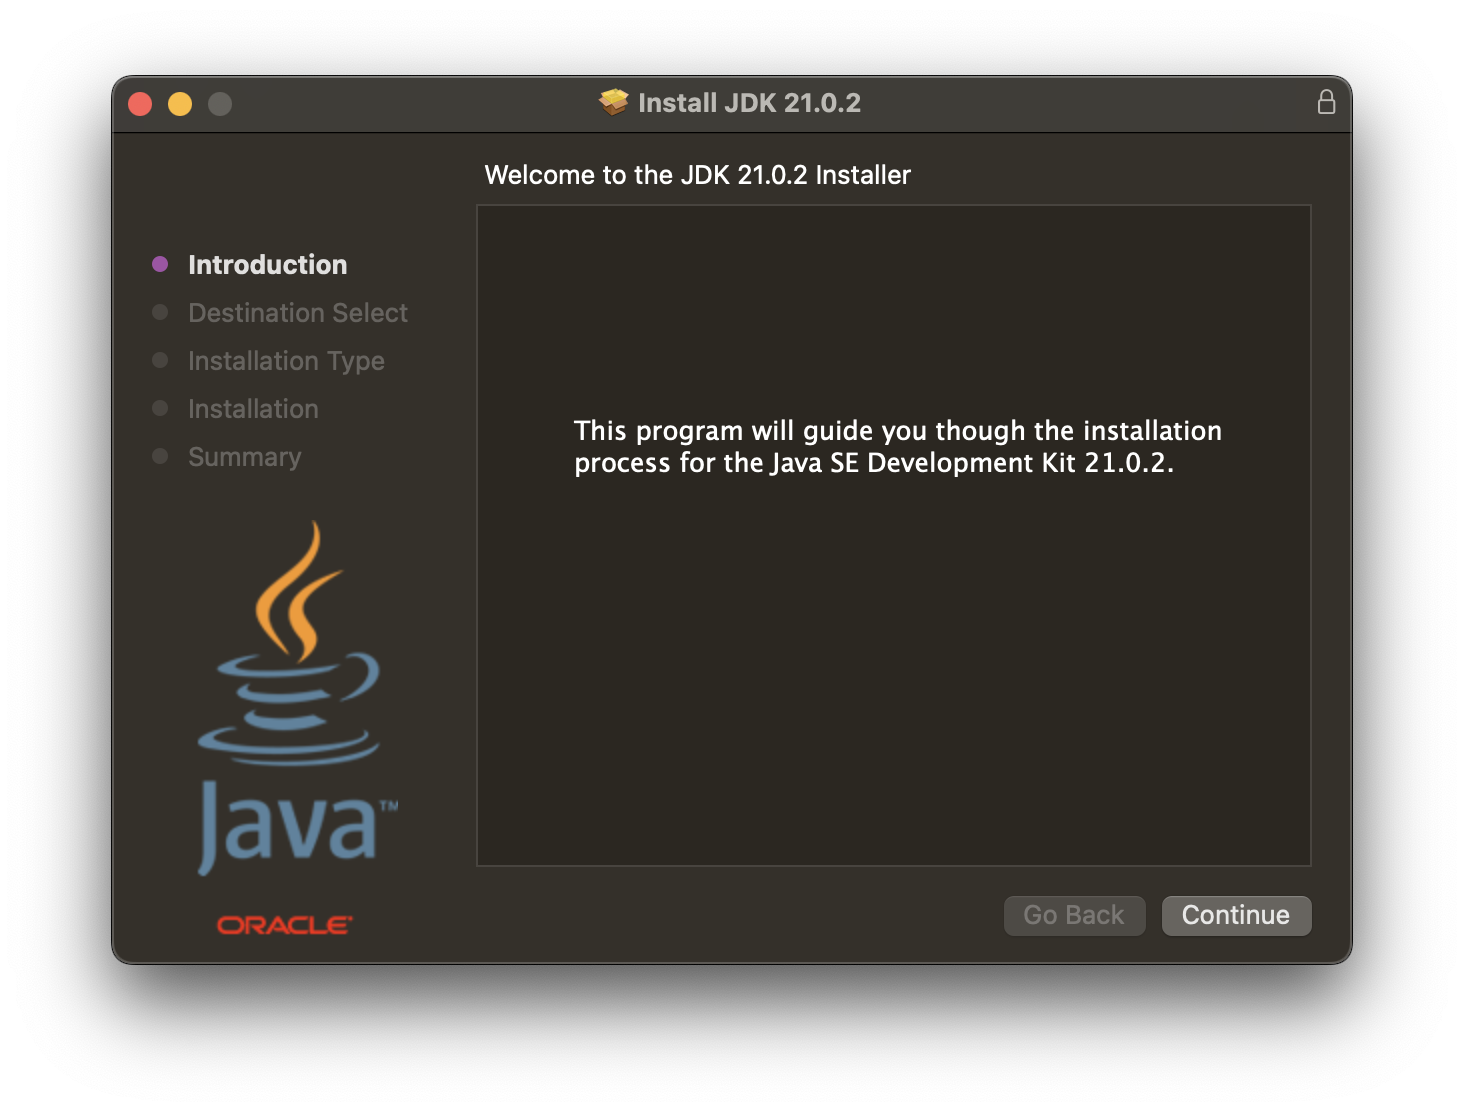 Install JDK 21.0.2
Welcome to the JDK 21.0.2 Installer
Introduction
Destination Select
Installation Type
Installation
Summary
This program will guide you though the installation
process for the Java SE Development Kit 21.0.2.
Java™
ORACLE
Go Back
Continue